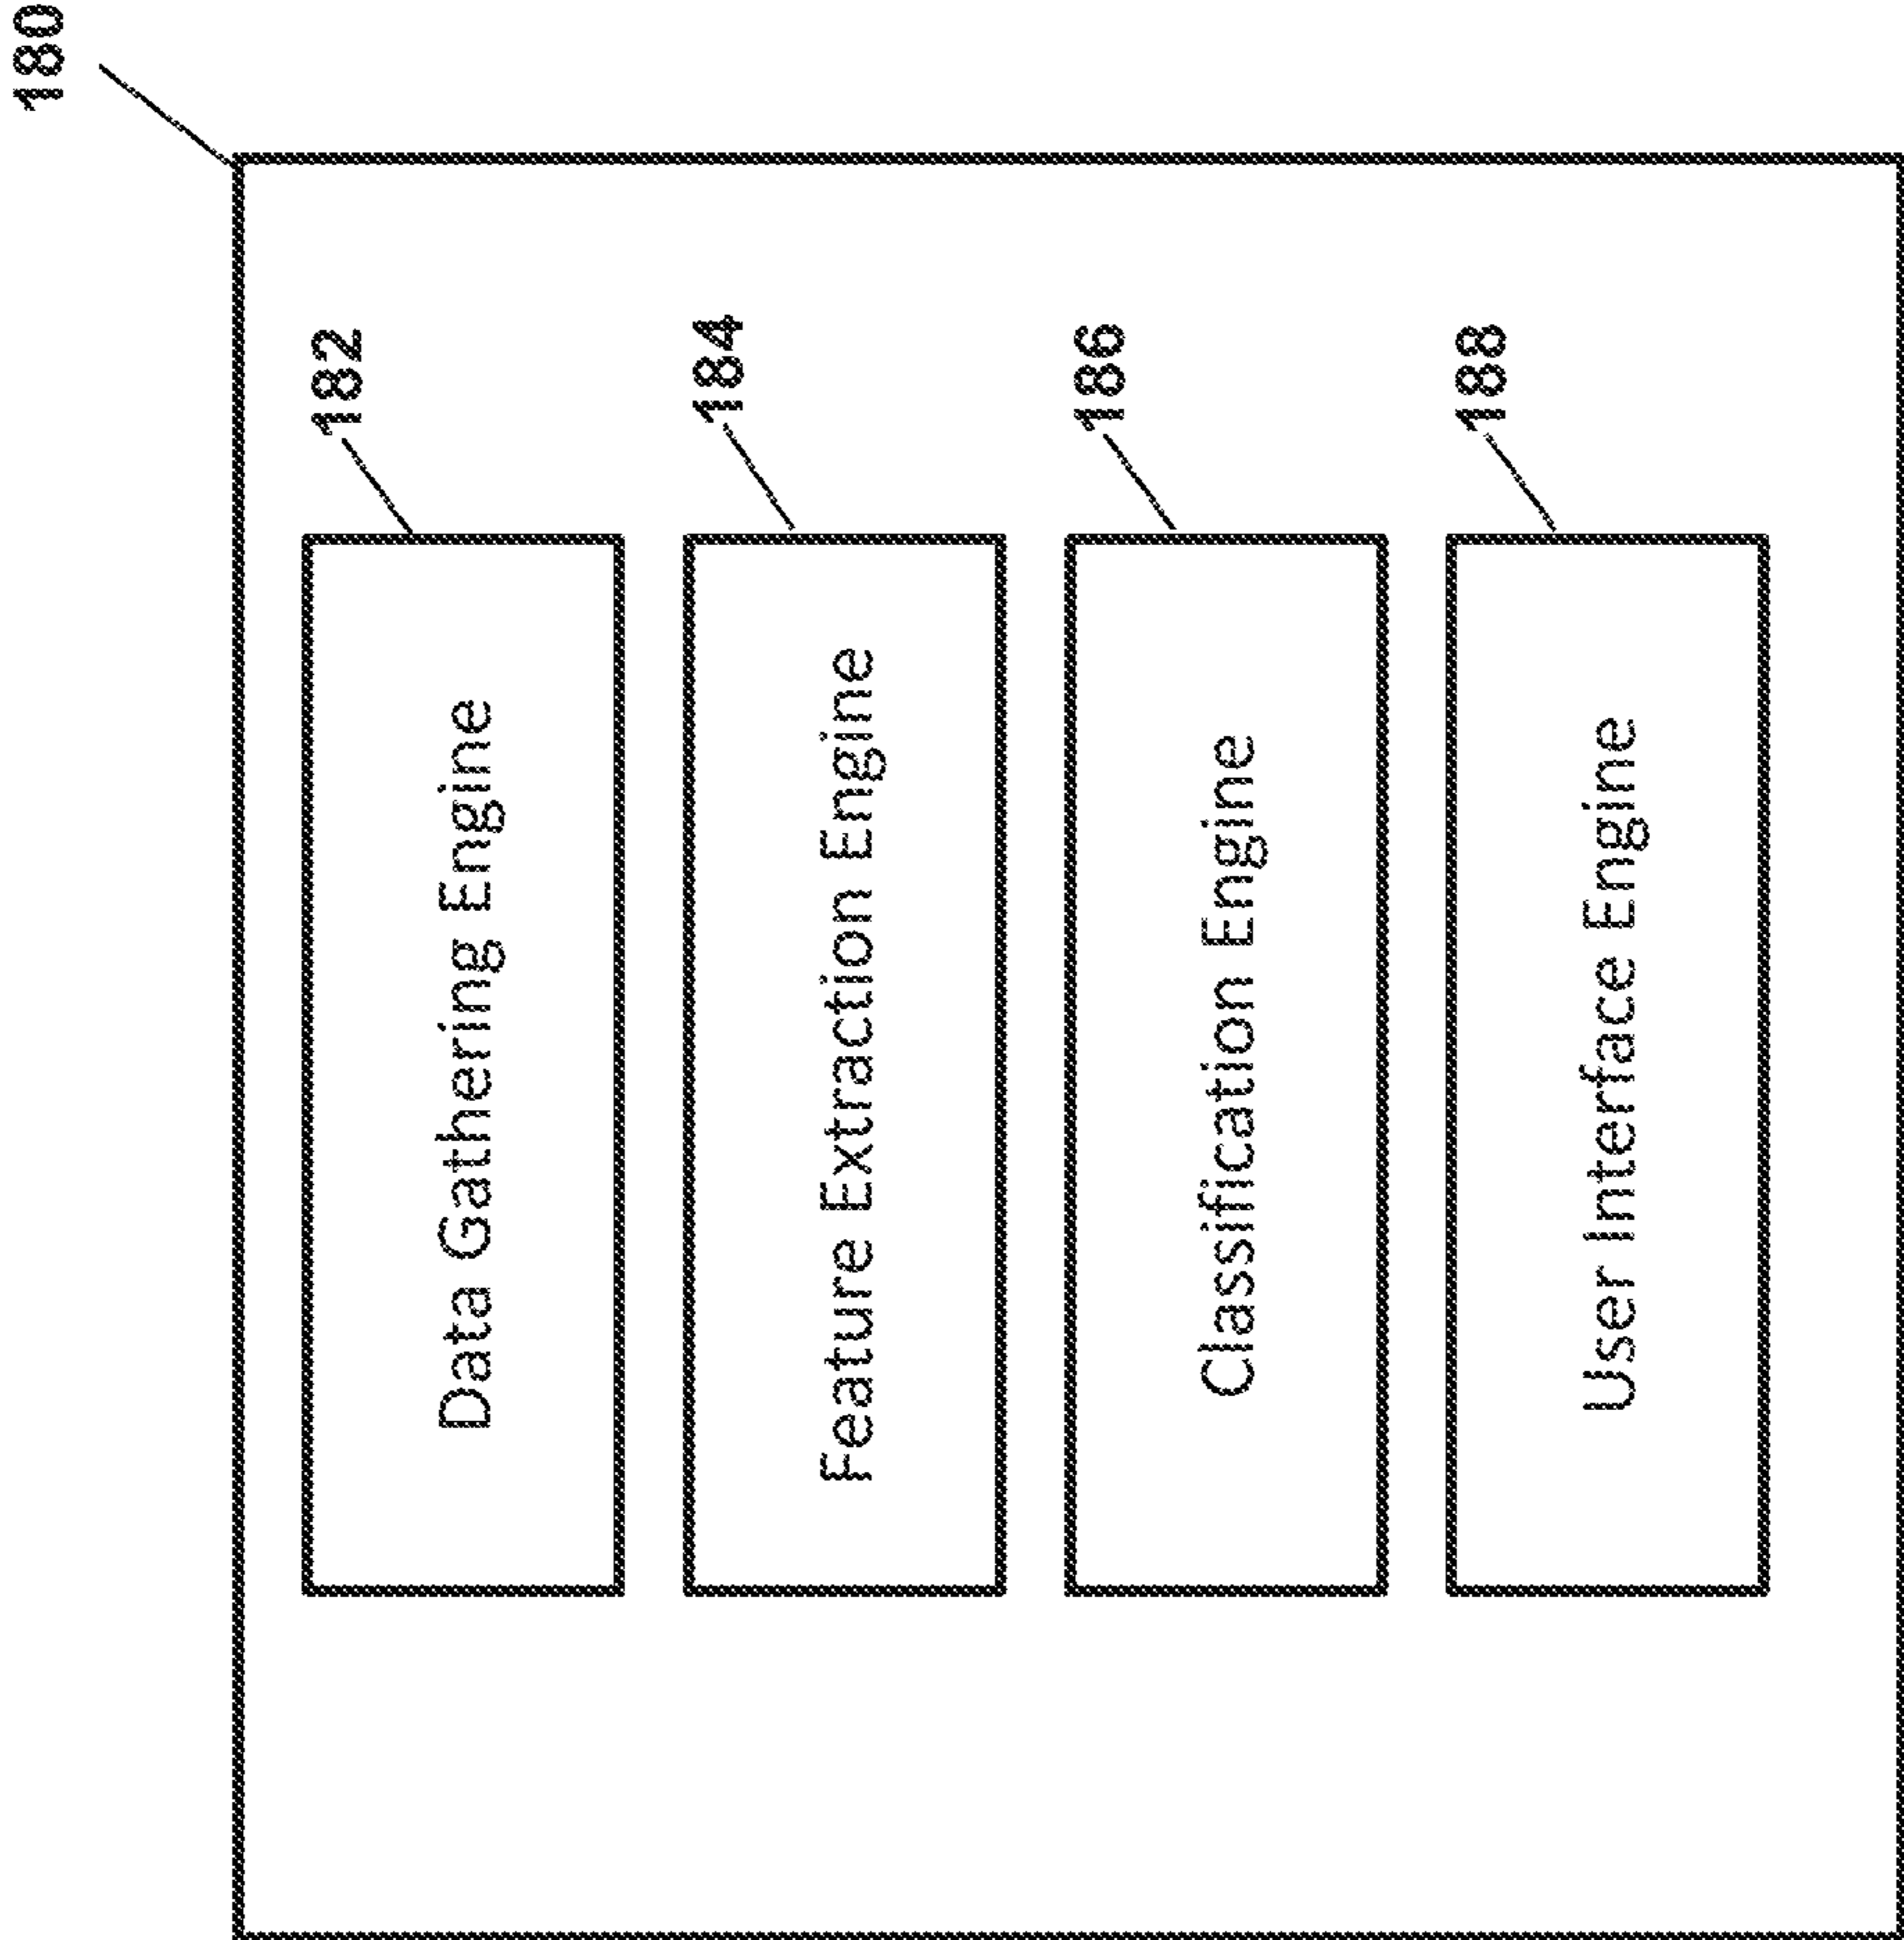 180
182
Data Gathering Engine
184
Feature Extraction Engine
186
Classification Engine
188
User Interface Engine